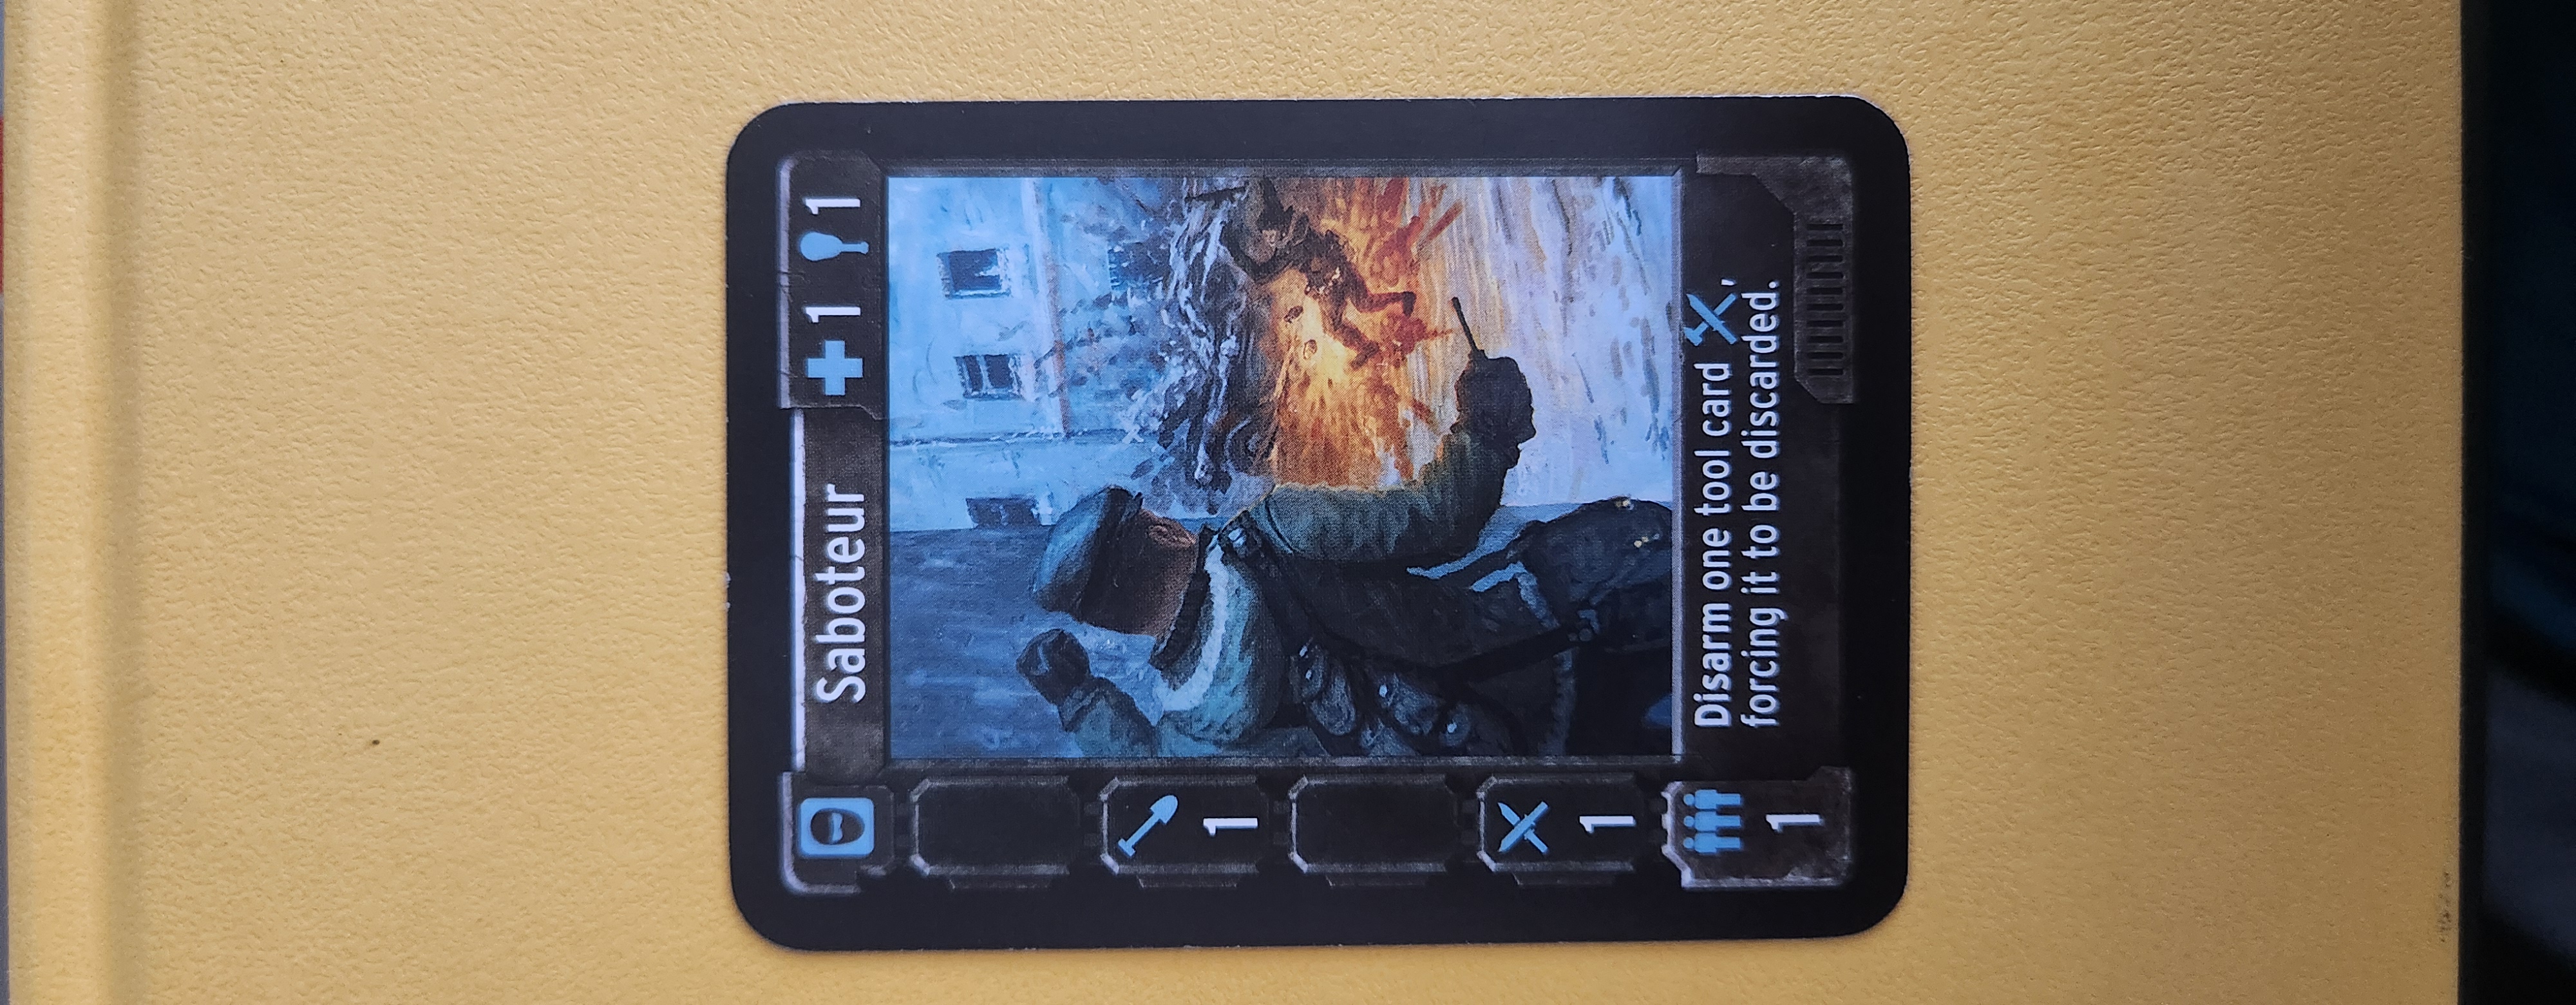 Saboteur 1 1
1
1
1
Disarm one tool card ,
forcing it to be discarded.